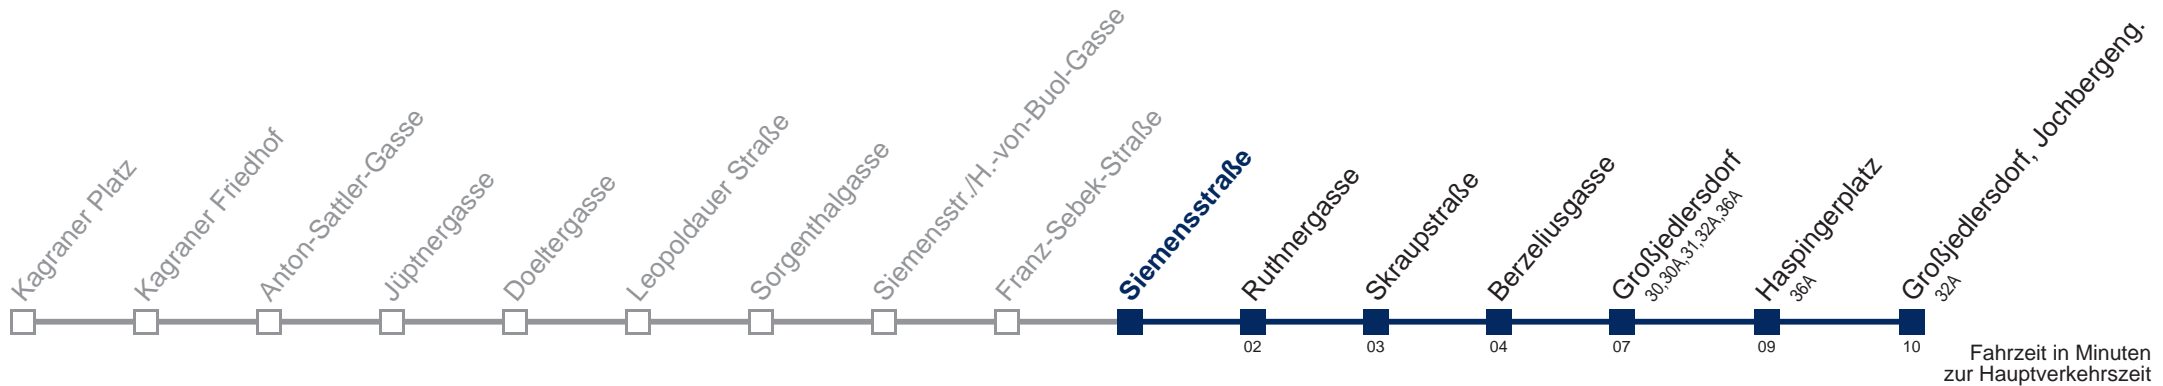 Kagraner Platz
Kagraner Friedhof
Anton-Sattler-Gasse
Jüptnergasse
Doeltergasse
Leopoldauer Straße
Sorgenthalgasse
Siemensstr./H.-von-Buol-Gasse
Franz-Sebek-Straße
Siemensstraße
Ruthnergasse
Skraupstraße
Berzeliusgasse
Großjedlersdorf
30,30A,31,32A,36A
Haspingerplatz
36A
Großjedlersdorf, Jochbergeng.
32A
02
03
04
07
09
10
Fahrzeit in Minuten
zur Hauptverkehrszeit